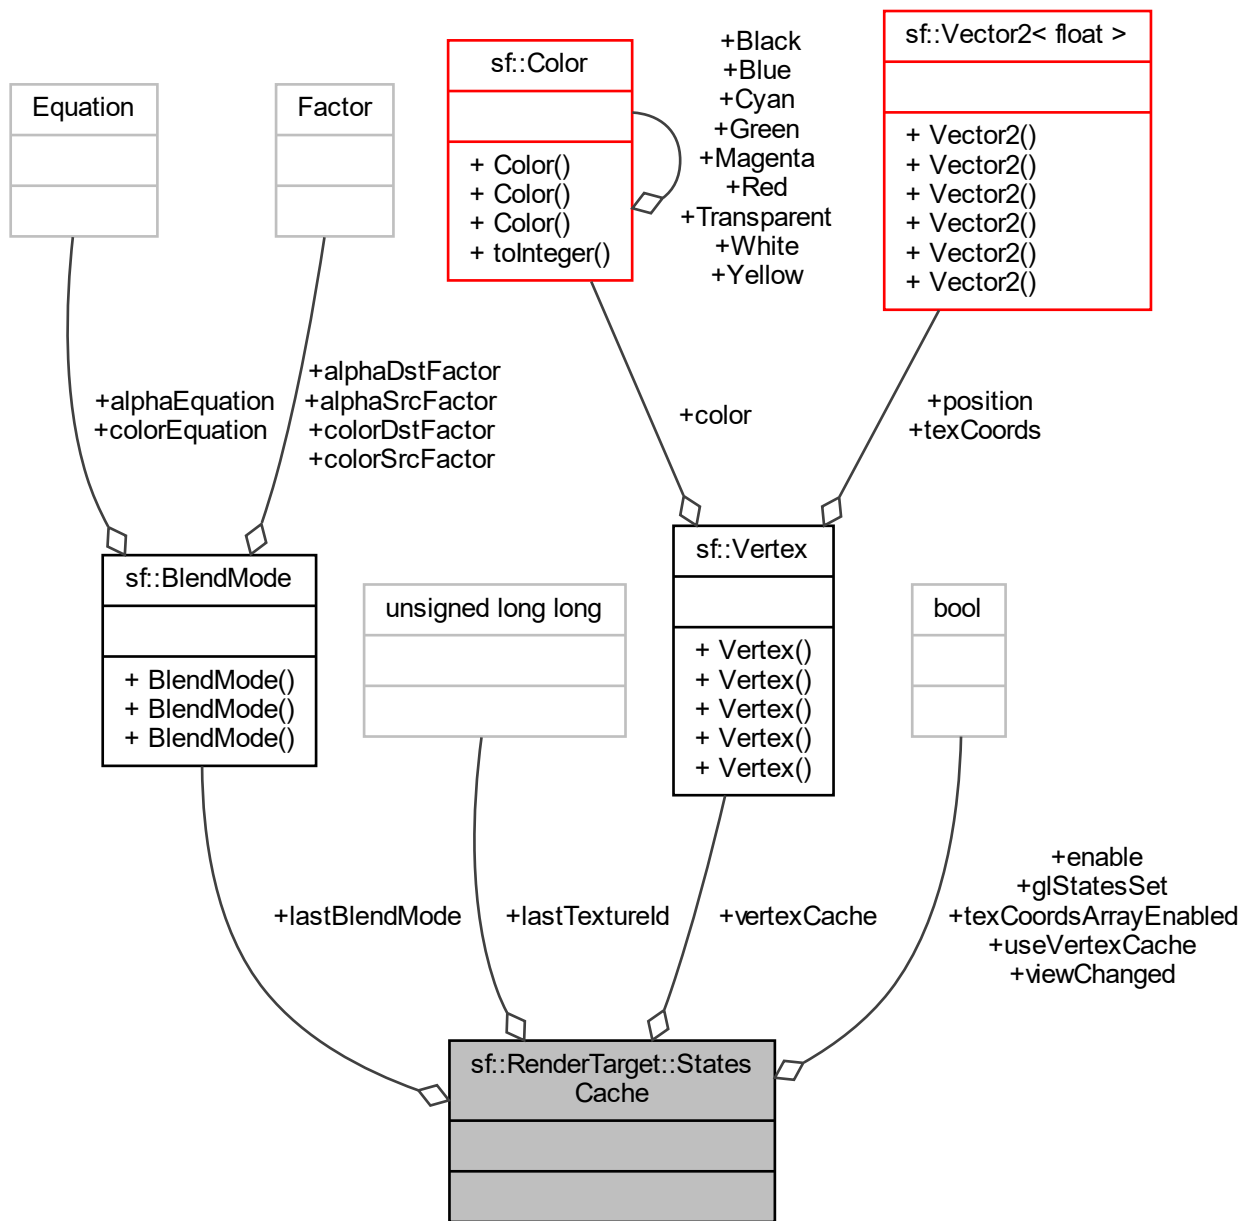 +Black
+Blue
+Cyan
+Green
+Magenta
+Red
+Transparent
+White
+Yellow
sf::Color
+ Color()
+ Color()
+ Color()
+ toInteger()
sf::Vector2< float >
+ Vector2()
+ Vector2()
+ Vector2()
+ Vector2()
+ Vector2()
+ Vector2()
Equation
Factor
+alphaEquation
+colorEquation
+alphaDstFactor
+alphaSrcFactor
+colorDstFactor
+colorSrcFactor
+color
+position
+texCoords
sf::BlendMode
+ BlendMode()
+ BlendMode()
+ BlendMode()
unsigned long long
sf::Vertex
+ Vertex()
+ Vertex()
+ Vertex()
+ Vertex()
+ Vertex()
bool
+lastBlendMode
+lastTextureId
+vertexCache
+enable
+glStatesSet
+texCoordsArrayEnabled
+useVertexCache
+viewChanged
sf::RenderTarget::States
Cache